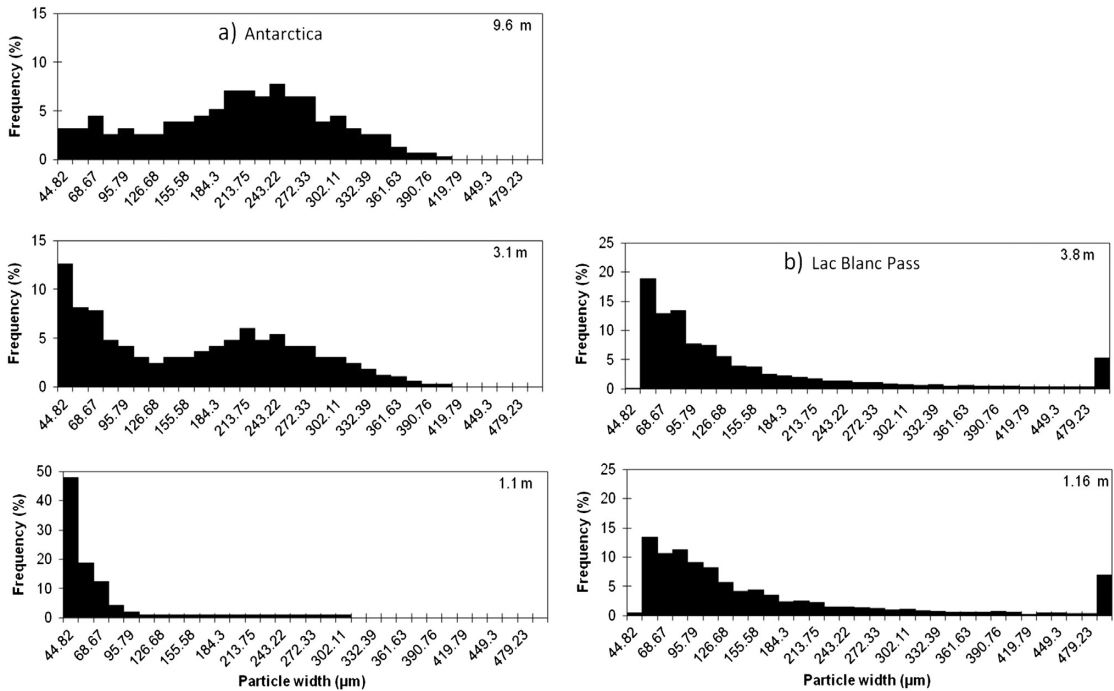 a) Antarctica
9.6 m
Frequency (%)
15
10
5
0
44.82 68.67 95.79 126.68 155.58 184.3 213.75 243.22 272.33 302.11 332.39 361.63 390.76 419.79 449.3 479.23
3.1 m
Frequency (%)
15
10
5
0
44.82 68.67 95.79 126.68 155.58 184.3 213.75 243.22 272.33 302.11 332.39 361.63 390.76 419.79 449.3 479.23
1.1 m
Frequency (%)
50
40
30
20
10
0
44.82 68.67 95.79 126.68 155.58 184.3 213.75 243.22 272.33 302.11 332.39 361.63 390.76 419.79 449.3 479.23
Particle width (µm)
b) Lac Blanc Pass
3.8 m
Frequency (%)
25
20
15
10
5
0
44.82 68.67 95.79 126.68 155.58 184.3 213.75 243.22 272.33 302.11 332.39 361.63 390.76 419.79 449.3 479.23
1.16 m
Frequency (%)
25
20
15
10
5
0
44.82 68.67 95.79 126.68 155.58 184.3 213.75 243.22 272.33 302.11 332.39 361.63 390.76 419.79 449.3 479.23
Particle width (µm)